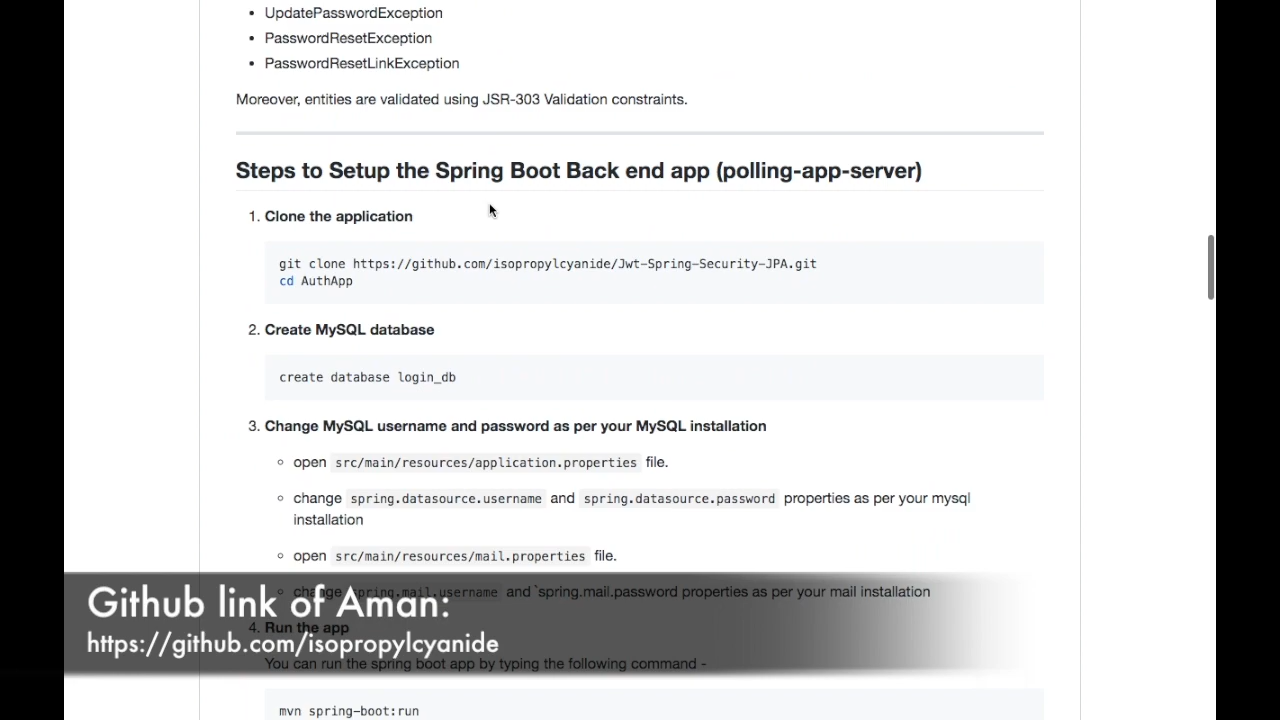 UpdatePasswordException
PasswordResetException
PasswordResetLinkException
Moreover, entities are validated using JSR-303 Validation constraints.
Steps to Setup the Spring Boot Back end app (polling-app-server)
1. Clone the application
git clone https://github.com/isopropylcyanide/Jwt-Spring-Security-JPA.git
cd AuthApp
2. Create MySQL database
create database login_db
3. Change MySQL username and password as per your MySQL installation
open src/main/resources/application.properties file.
change spring.datasource.username and spring.datasource.password properties as per your mysql
installation
open src/main/resources/mail.properties file.
change spring.mail.username and `spring.mail.password properties as per your mail installation
Github link of Aman:
4. Run the app
https://github.com/isopropylcyanide
You can run the spring boot app by typing the following command -
mvn spring-boot:run